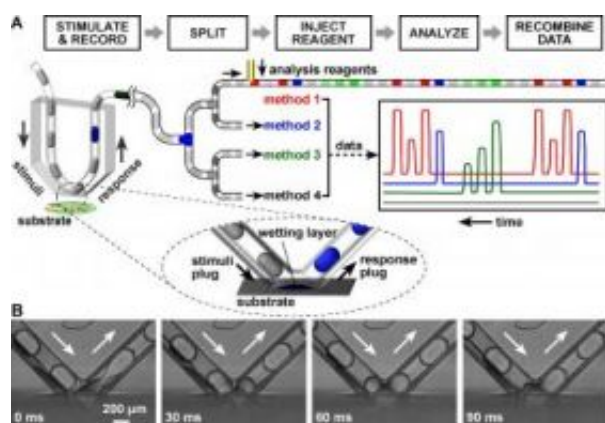 A
STIMULATE
& RECORD
SPLIT
INJECT
REAGENT
ANALYZE
RECOMBINE
DATA
analysis reagents
method 1
method 2
method 3
method 4
data
time
stimuli
response
substrate
wetting layer
stimuli
plug
response
plug
substrate
B
0 ms
200 μm
30 ms
60 ms
90 ms